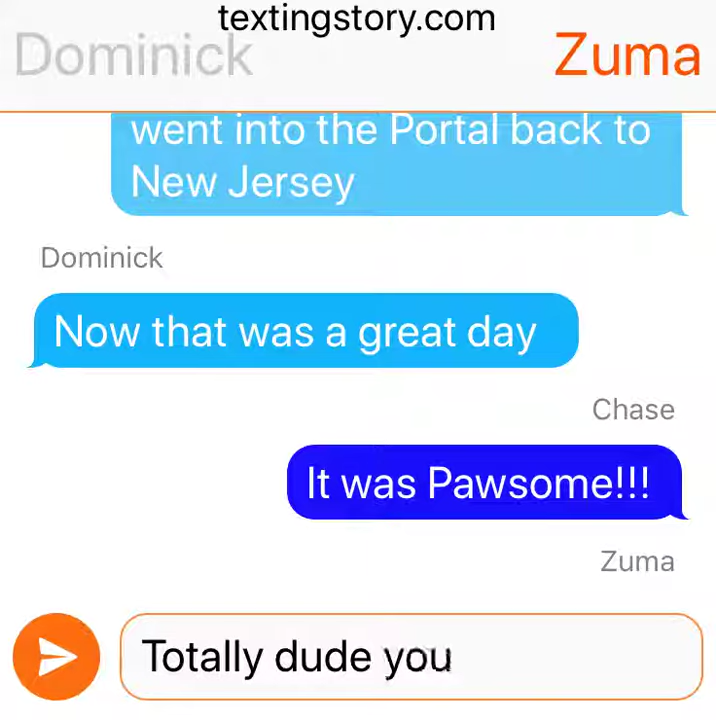 textingstory.com
Dominick
Zuma
went into the Portal back to
New Jersey
Dominick
Now that was a great day
Chase
It was Pawsome!!!
Zuma
Totally dude you